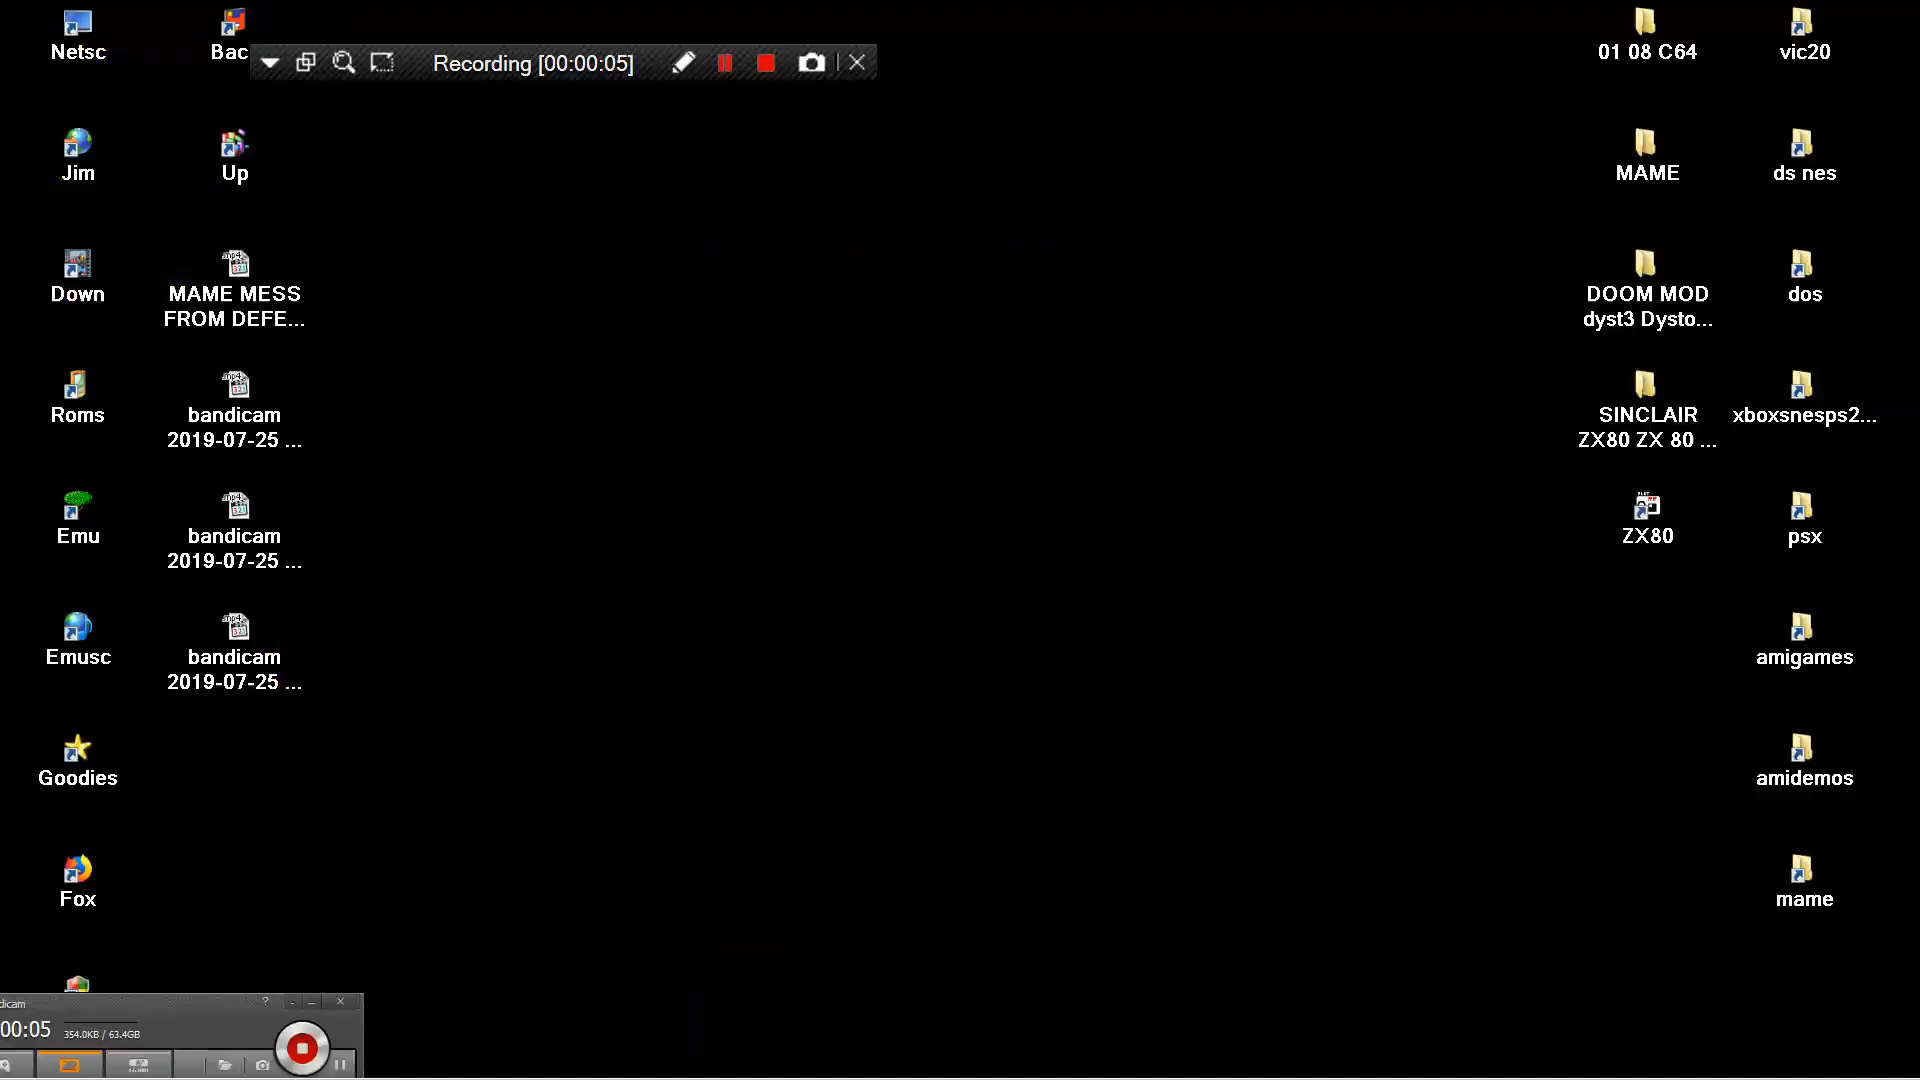 Netsc
Bac
Recording [00:00:05]
01 08 C64
vic20
Jim
Up
MAME
ds nes
Down
MAME MESS
FROM DEFE...
DOOM MOD
dyst3 Dysto...
dos
Roms
bandicam
2019-07-25 ...
SINCLAIR
ZX80 ZX 80 ...
xboxsnesps2...
Emu
bandicam
2019-07-25 ...
ZX80
psx
Emusc
bandicam
2019-07-25 ...
amigames
Goodies
amidemos
Fox
mame
dicam
00:05
354.0KB / 63.4GB